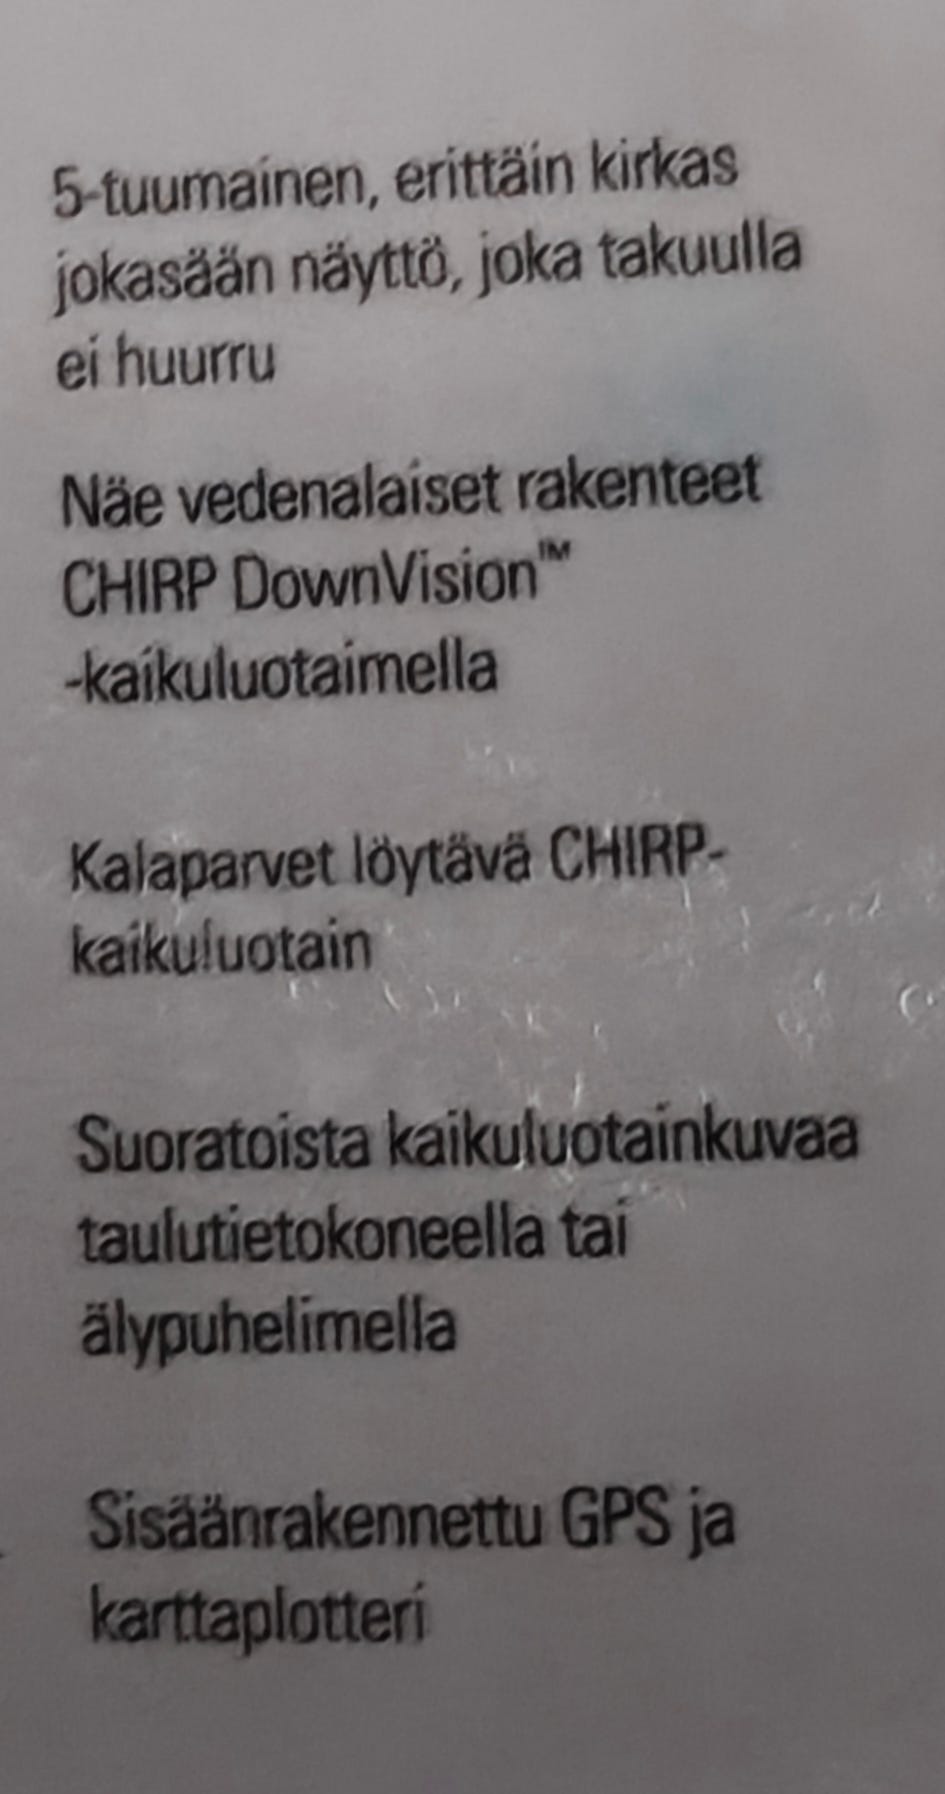 5-tuumainen, erittäin kirkas
jokasään näyttö, joka takuulla
ei huurru
Näe vedenalaiset rakenteet
CHIRP DownVision™
-kaikuluotaimella
Kalaparvet löytävä CHIRP-
kaikuluotain
Suoratoista kaikuluotainkuvaa
taulutietokoneella tai
älypuhelimella
Sisäänrakennettu GPS ja
karttaplotteri